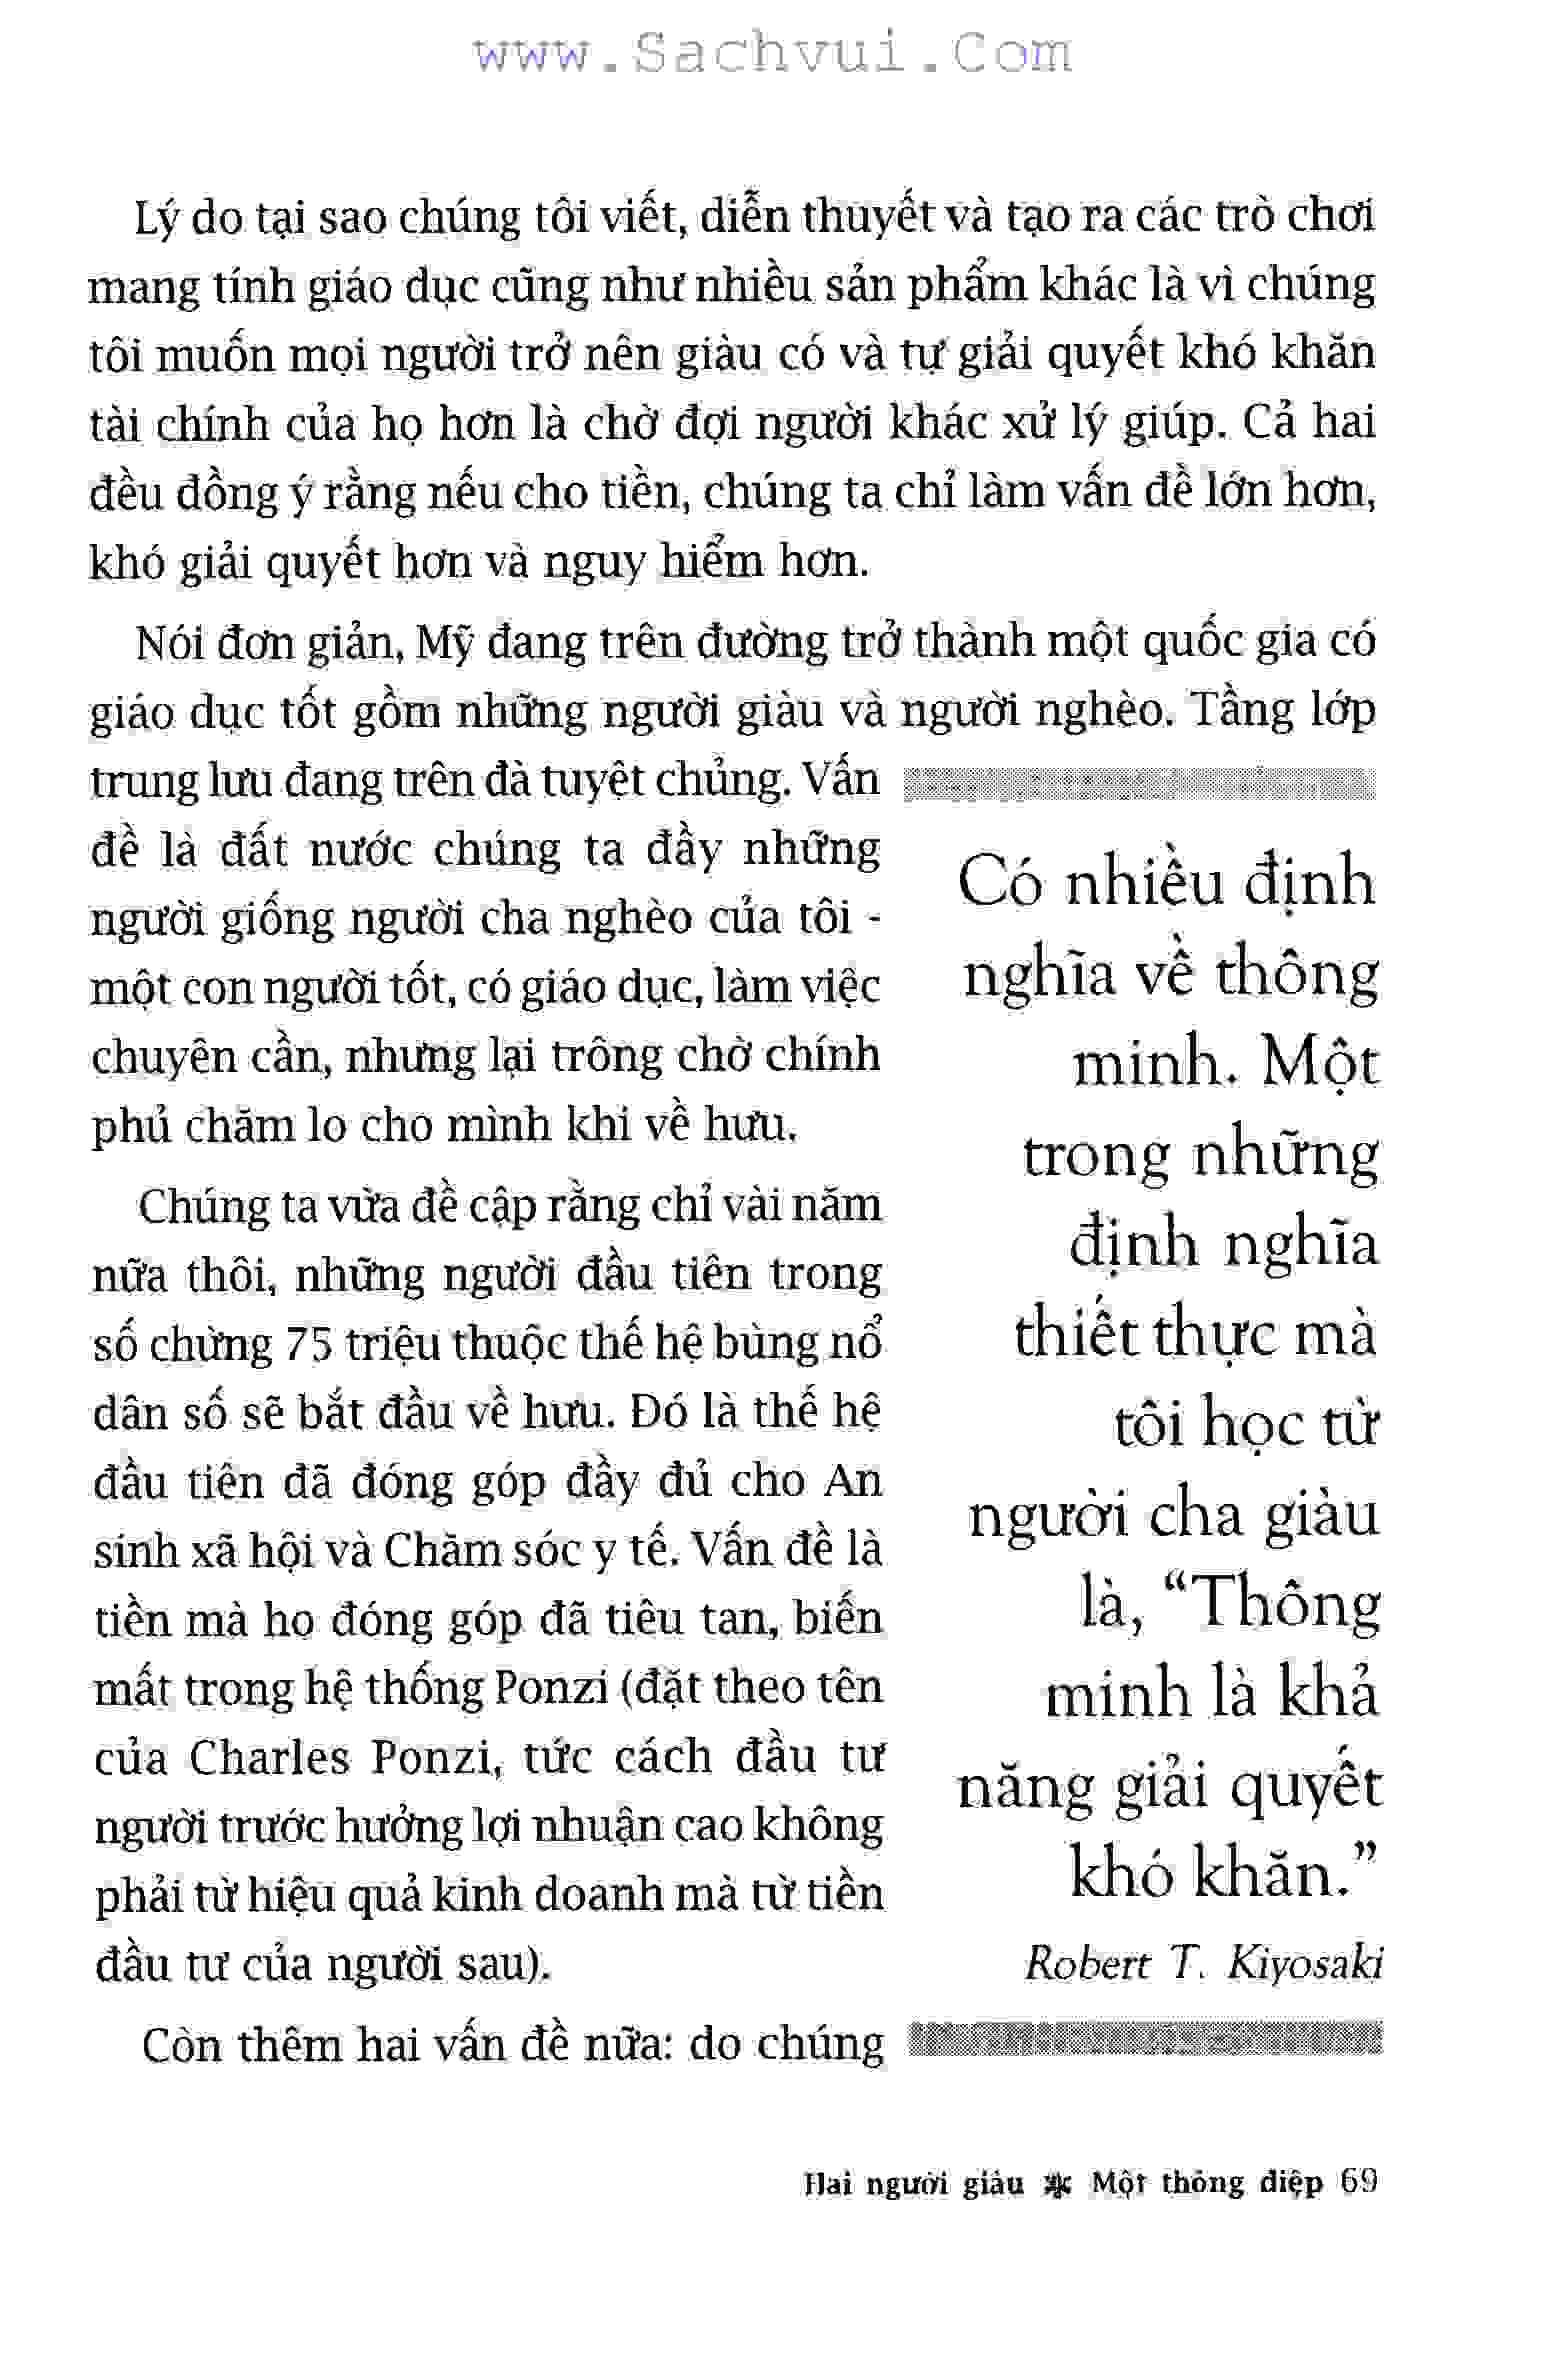 www.Sachvui.Com
Lý do tại sao chúng tôi viết, diễn thuyết và tạo ra các trò chơi
mang tính giáo dục cũng như nhiều sản phẩm khác là vì chúng
tôi muốn mọi người trở nên giàu có và tự giải quyết khó khăn
tài chính của họ hơn là chờ đợi người khác xử lý giúp. Cả hai
đều đồng ý rằng nếu cho tiền, chúng ta chỉ làm vấn đề lớn hơn,
khó giải quyết hơn và nguy hiểm hơn.
Nói đơn giản, Mỹ đang trên đường trở thành một quốc gia có
giáo dục tốt gồm những người giàu và người nghèo. Tầng lớp
trung lưu đang trên đà tuyệt chủng. Vấn
đề là đất nước chúng ta đầy những
người giống người cha nghèo của tôi -
một con người tốt, có giáo dục, làm việc
chuyên cần, nhưng lại trông chờ chính
phủ chăm lo cho mình khi về hưu.
Chúng ta vừa đề cập rằng chỉ vài năm
nữa thôi, những người đầu tiên trong
số chừng 75 triệu thuộc thế hệ bùng nổ
dân số sẽ bắt đầu về hưu. Đó là thế hệ
đầu tiên đã đóng góp đầy đủ cho An
sinh xã hội và Chăm sóc y tế. Vấn đề là
tiền mà họ đóng góp đã tiêu tan, biến
mất trong hệ thống Ponzi (đặt theo tên
của Charles Ponzi, tức cách đầu tư
người trước hưởng lợi nhuận cao không
phải từ hiệu quả kinh doanh mà từ tiền
đầu tư của người sau).
Còn thêm hai vấn đề nữa: do chúng
Có nhiều định
nghĩa về thông
minh. Một
trong những
định nghĩa
thiết thực mà
tôi học từ
người cha giàu
là, “Thông
minh là khả
năng giải quyết
khó khăn.”
Robert T. Kiyosaki
Hai người giàu ❋ Một thông điệp 69